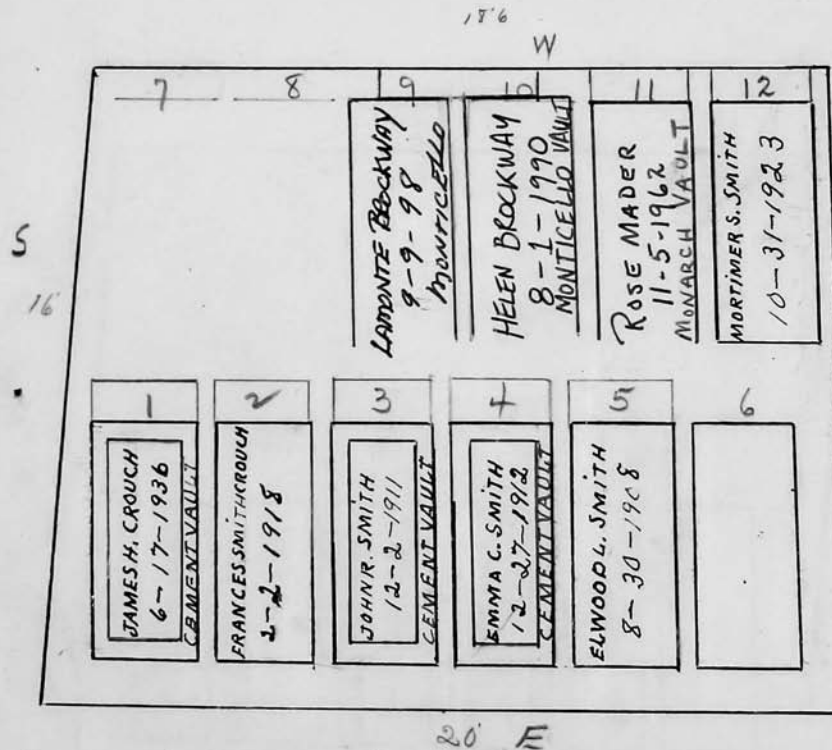 18'6
W
7
8
9
10
11
12
LAMONTE BROCKWAY
9-9-98
MONTICELLO
HELEN BROCKWAY
8-1-1990
MONTICELLO VAULT
ROSE MADER
11-5-1962
MONARCH VAULT
MORTIMER S. SMITH
10-31-1923
S
16
1
2
3
4
5
6
JAMES H. CROUCH
6-17-1936
CEMENT VAULT
FRANCES SMITH CROUCH
2-2-1918
JOHN R. SMITH
12-2-1911
CEMENT VAULT
EMMA C. SMITH
12-27-1912
CEMENT VAULT
ELWOOD L. SMITH
8-30-1908
20' E